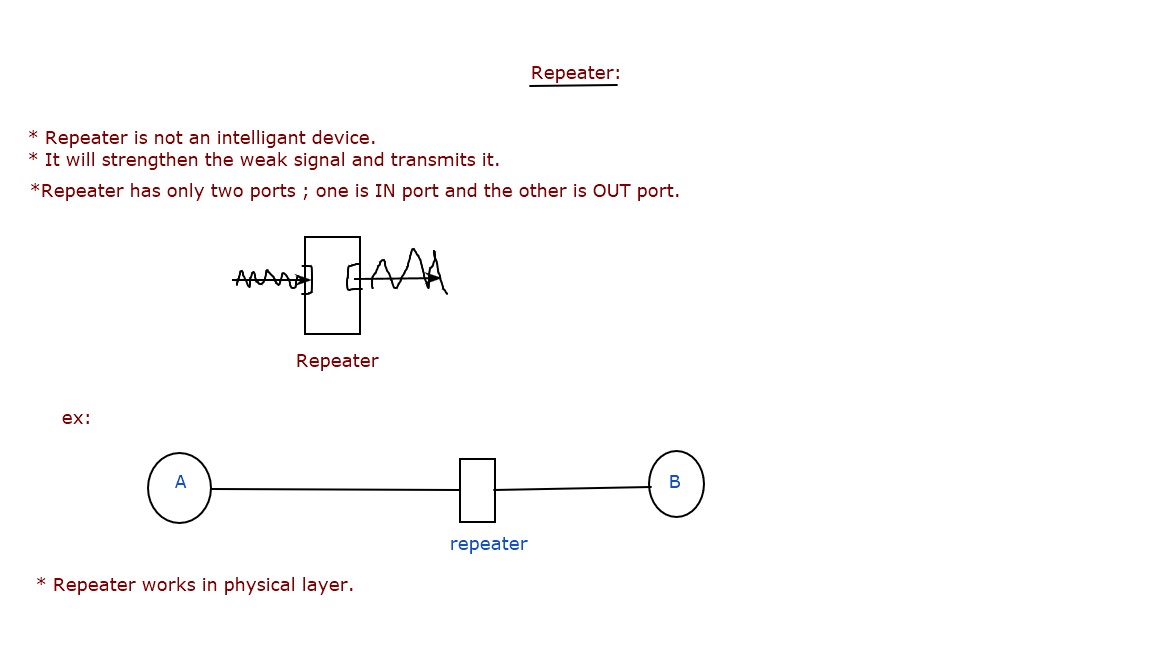 Repeater:
* Repeater is not an intelligant device.
* It will strengthen the weak signal and transmits it.
*Repeater has only two ports ; one is IN port and the other is OUT port.
Repeater
ex:
A
B
repeater
* Repeater works in physical layer.